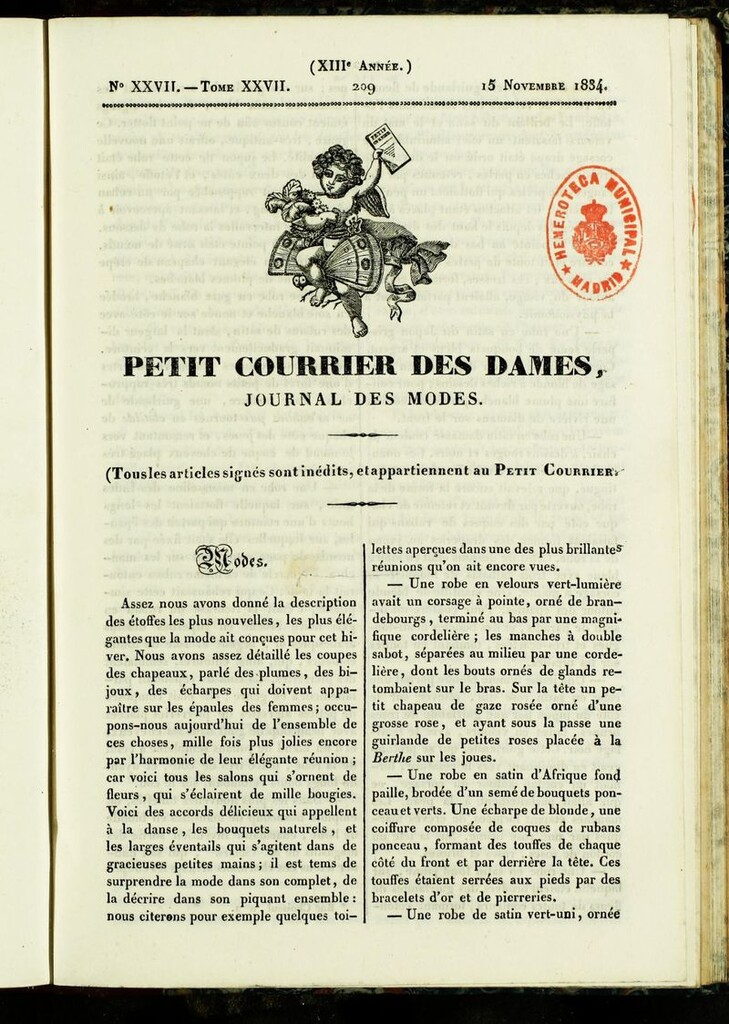 (XIIIe Année.)
No XXVII. — Tome XXVII. 209 15 Novembre 1834.
PETIT
HEMEROTECA MUNICIPAL
★ MADRID ★
PETIT COURRIER DES DAMES,
JOURNAL DES MODES.
(Tous les articles signés sont inédits, et appartiennent au Petit Courrier.
Modes.
Assez nous avons donné la description
des étoffes les plus nouvelles, les plus élé-
gantes que la mode ait conçues pour cet hi-
ver. Nous avons assez détaillé les coupes
des chapeaux, parlé des plumes, des bi-
joux, des écharpes qui doivent appa-
raître sur les épaules des femmes; occu-
pons-nous aujourd'hui de l'ensemble de
ces choses, mille fois plus jolies encore
par l'harmonie de leur élégante réunion;
car voici tous les salons qui s'ornent de
fleurs, qui s'éclairent de mille bougies.
Voici des accords délicieux qui appellent
à la danse, les bouquets naturels, et
les larges éventails qui s'agitent dans de
gracieuses petites mains; il est tems de
surprendre la mode dans son complet, de
la décrire dans son piquant ensemble:
nous citerons pour exemple quelques toi-
lettes aperçues dans une des plus brillantes
réunions qu'on ait encore vues.
— Une robe en velours vert-lumière
avait un corsage à pointe, orné de bran-
debourgs, terminé au bas par une magni-
fique cordelière; les manches à double
sabot, séparées au milieu par une corde-
lière, dont les bouts ornés de glands re-
tombaient sur le bras. Sur la tête un pe-
tit chapeau de gaze rosée orné d'une
grosse rose, et ayant sous la passe une
guirlande de petites roses placée à la
Berthe sur les joues.
— Une robe en satin d'Afrique fond
paille, brodée d'un semé de bouquets pon-
ceau et verts. Une écharpe de blonde, une
coiffure composée de coques de rubans
ponceau, formant des touffes de chaque
côté du front et par derrière la tête. Ces
touffes étaient serrées aux pieds par des
bracelets d'or et de pierreries.
— Une robe de satin vert-uni, ornée